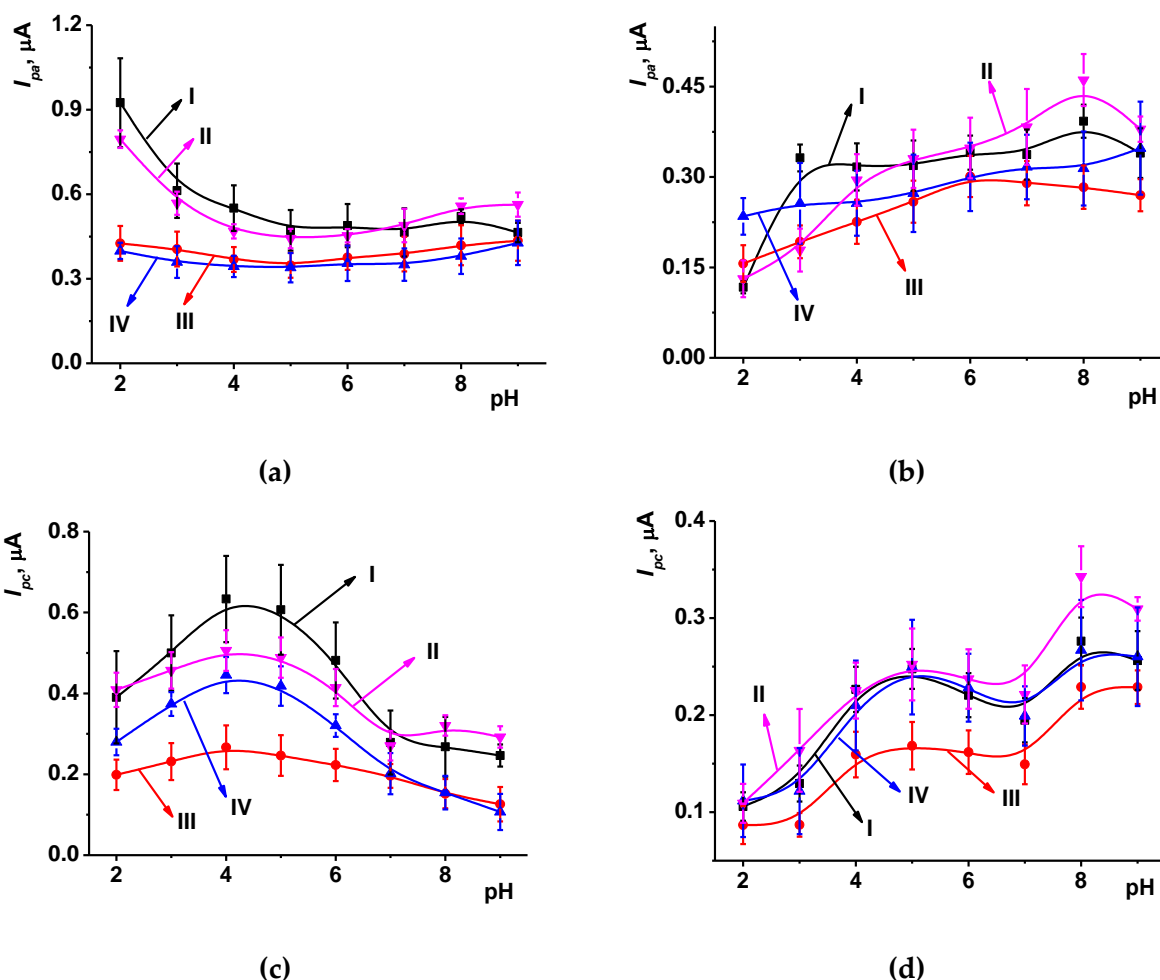 I_pa, μA
1.2
0.9
0.6
0.3
0.0
I
II
IV
III
2
4
6
8
pH
(a)
I_pa, μA
0.45
0.30
0.15
0.00
II
I
III
IV
2
4
6
8
pH
(b)
I_pc, μA
0.8
0.6
0.4
0.2
0.0
I
II
III
IV
2
4
6
8
pH
(c)
I_pc, μA
0.4
0.3
0.2
0.1
II
I
IV
III
2
4
6
8
pH
(d)